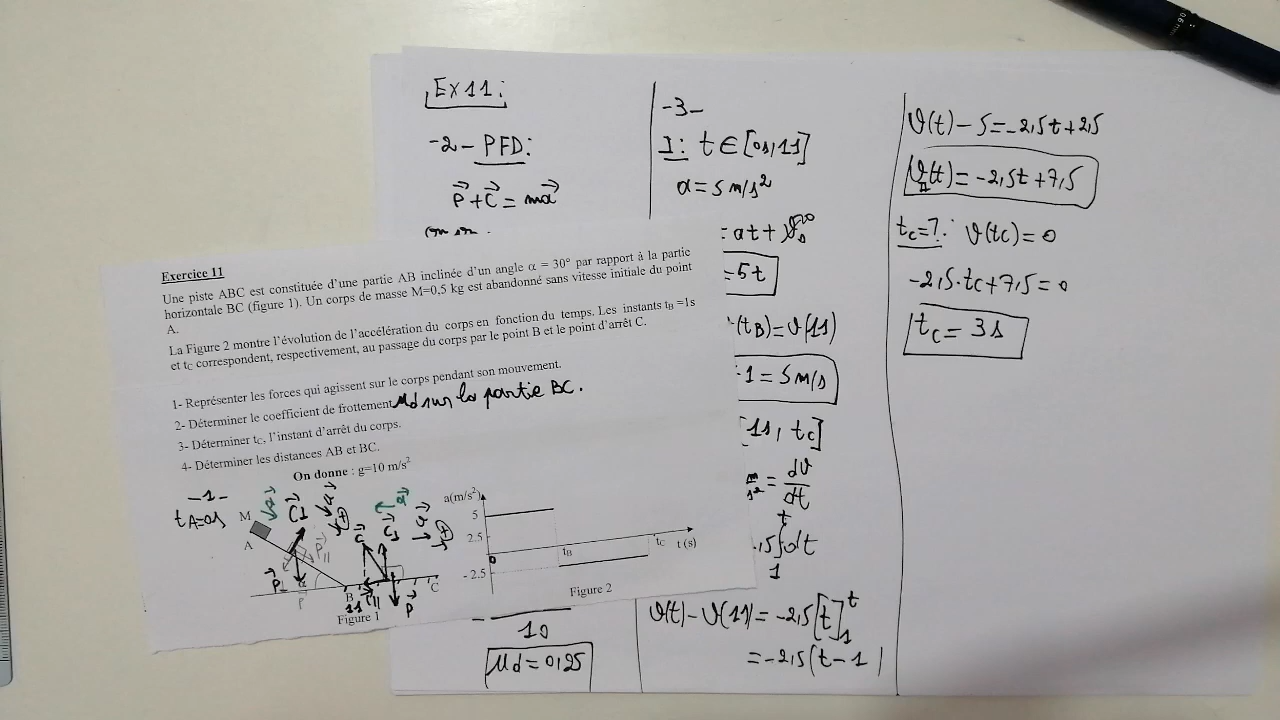 Ex 11:
-2- PFD:
P + C = ma
Exercice 11
Une piste ABC est constituée d'une partie AB inclinée d'un angle α = 30° par rapport à la partie
horizontale BC (figure 1). Un corps de masse M=0,5 kg est abandonné sans vitesse initiale du point
A.
La Figure 2 montre l'évolution de l'accélération du corps en fonction du temps. Les instants tB =1s
et tC correspondent, respectivement, au passage du corps par le point B et le point d'arrêt C.
1- Représenter les forces qui agissent sur le corps pendant son mouvement.
2- Déterminer le coefficient de frottement μd sur la partie BC.
3- Déterminer tC, l'instant d'arrêt du corps.
4- Déterminer les distances AB et BC.
On donne : g=10 m/s²
-1-
tA=0s
M
A
B
C
1s
Figure 1
a(m/s²)
5
2.5
0
- 2.5
tB
tC
t (s)
Figure 2
10
μd = 0,25
-3-
I: t ∈ [0s, 1s]
a = 5 m/s²
= at + v0
= 5t
(tB) = v(1s)
1 = 5 m/s
[1s, tC]
= dv/dt
,5 ∫dt
v(t) - v(1s) = -2,5[t]
= -2,5(t - 1)
v(t) - 5 = -2,5t + 2,5
v(t) = -2,5t + 7,5
tc=?: v(tc) = 0
-2,5.tc + 7,5 = 0
tc = 3s